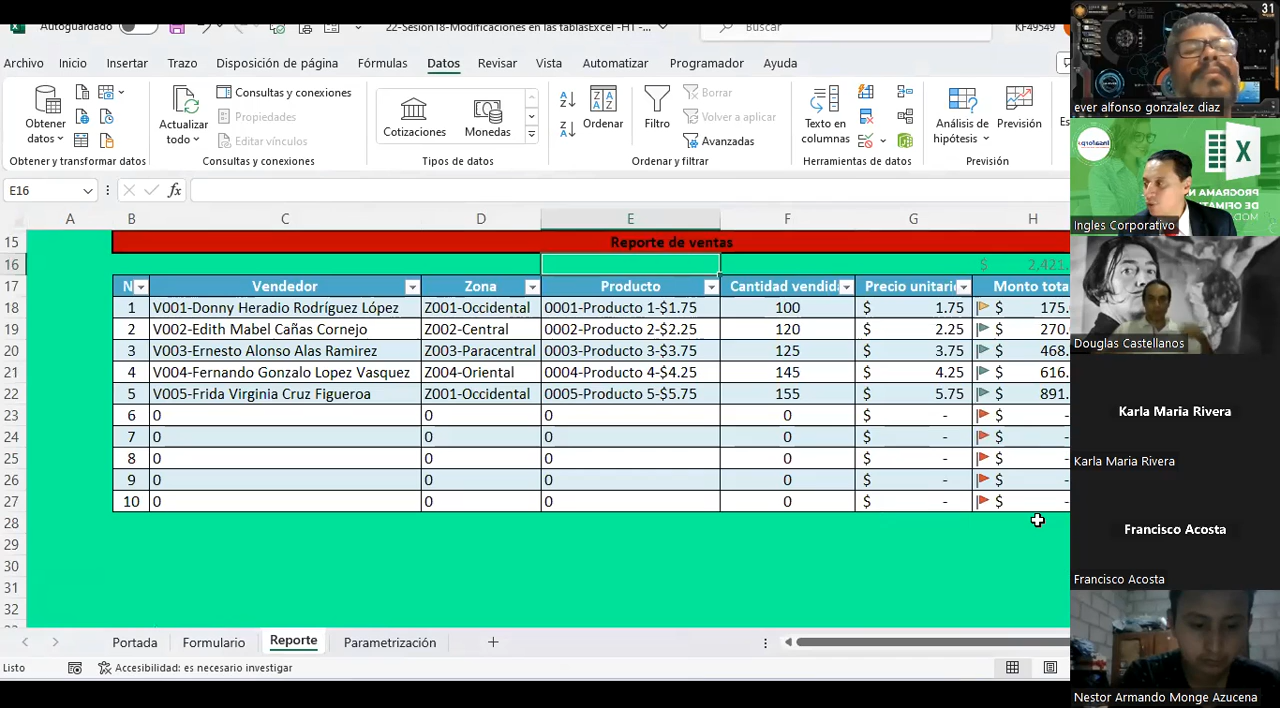 Autoguardado
2-Sesion18-Modificaciones en las tablasExcel -HT -
Buscar
KF49549
Archivo Inicio Insertar Trazo Disposición de página Fórmulas Datos Revisar Vista Automatizar Programador Ayuda
Obtener datos
Actualizar todo
Consultas y conexiones
Propiedades
Editar vínculos
Cotizaciones
Monedas
Ordenar
Filtro
Borrar
Volver a aplicar
Avanzadas
Texto en columnas
Análisis de hipótesis
Previsión
Obtener y transformar datos
Consultas y conexiones
Tipos de datos
Ordenar y filtrar
Herramientas de datos
Previsión
E16
fx
A B C D E F G H
15 Reporte de ventas
16 $ 2,421.
17 N Vendedor Zona Producto Cantidad vendid Precio unitari Monto tota
18 1 V001-Donny Heradio Rodríguez López Z001-Occidental 0001-Producto 1-$1.75 100 $ 1.75 $ 175.
19 2 V002-Edith Mabel Cañas Cornejo Z002-Central 0002-Producto 2-$2.25 120 $ 2.25 $ 270.
20 3 V003-Ernesto Alonso Alas Ramirez Z003-Paracentral 0003-Producto 3-$3.75 125 $ 3.75 $ 468.
21 4 V004-Fernando Gonzalo Lopez Vasquez Z004-Oriental 0004-Producto 4-$4.25 145 $ 4.25 $ 616.
22 5 V005-Frida Virginia Cruz Figueroa Z001-Occidental 0005-Producto 5-$5.75 155 $ 5.75 $ 891.
23 6 0 0 0 0 $ - $ -
24 7 0 0 0 0 $ - $ -
25 8 0 0 0 0 $ - $ -
26 9 0 0 0 0 $ - $ -
27 10 0 0 0 0 $ - $ -
28
29
30
31
32
Portada Formulario Reporte Parametrización
Listo
Accesibilidad: es necesario investigar
31
ever alfonso gonzalez diaz
PROGRAMA N
DE OFIMATI
MOD
Ingles Corporativo
Douglas Castellanos
Karla Maria Rivera
Karla Maria Rivera
Francisco Acosta
Francisco Acosta
Nestor Armando Monge Azucena